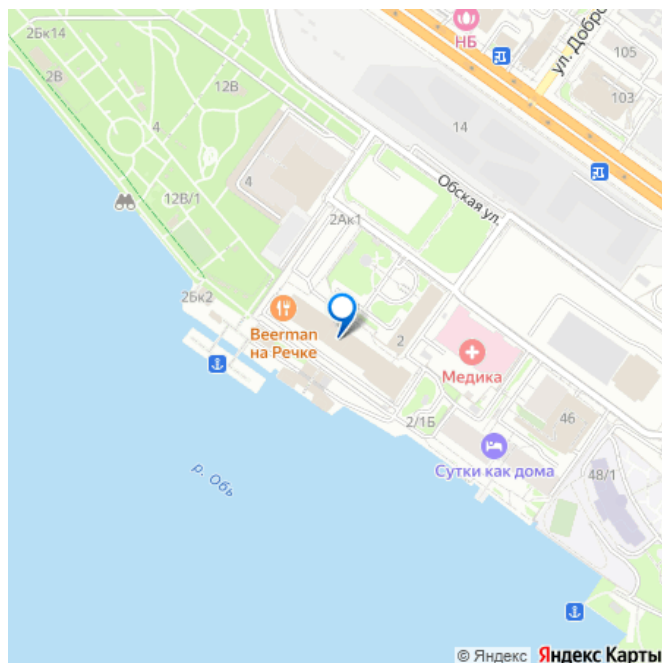 2Бк14
НБ
ул. Добро
105
2В
12В
103
4
14
Обская ул.
4
12В/1
2Ак1
2Бк2
Beerman
на Речке
2
Медика
2/1Б
46
Сутки как дома
48/1
р. Обь
© Яндекс Яндекс Карты